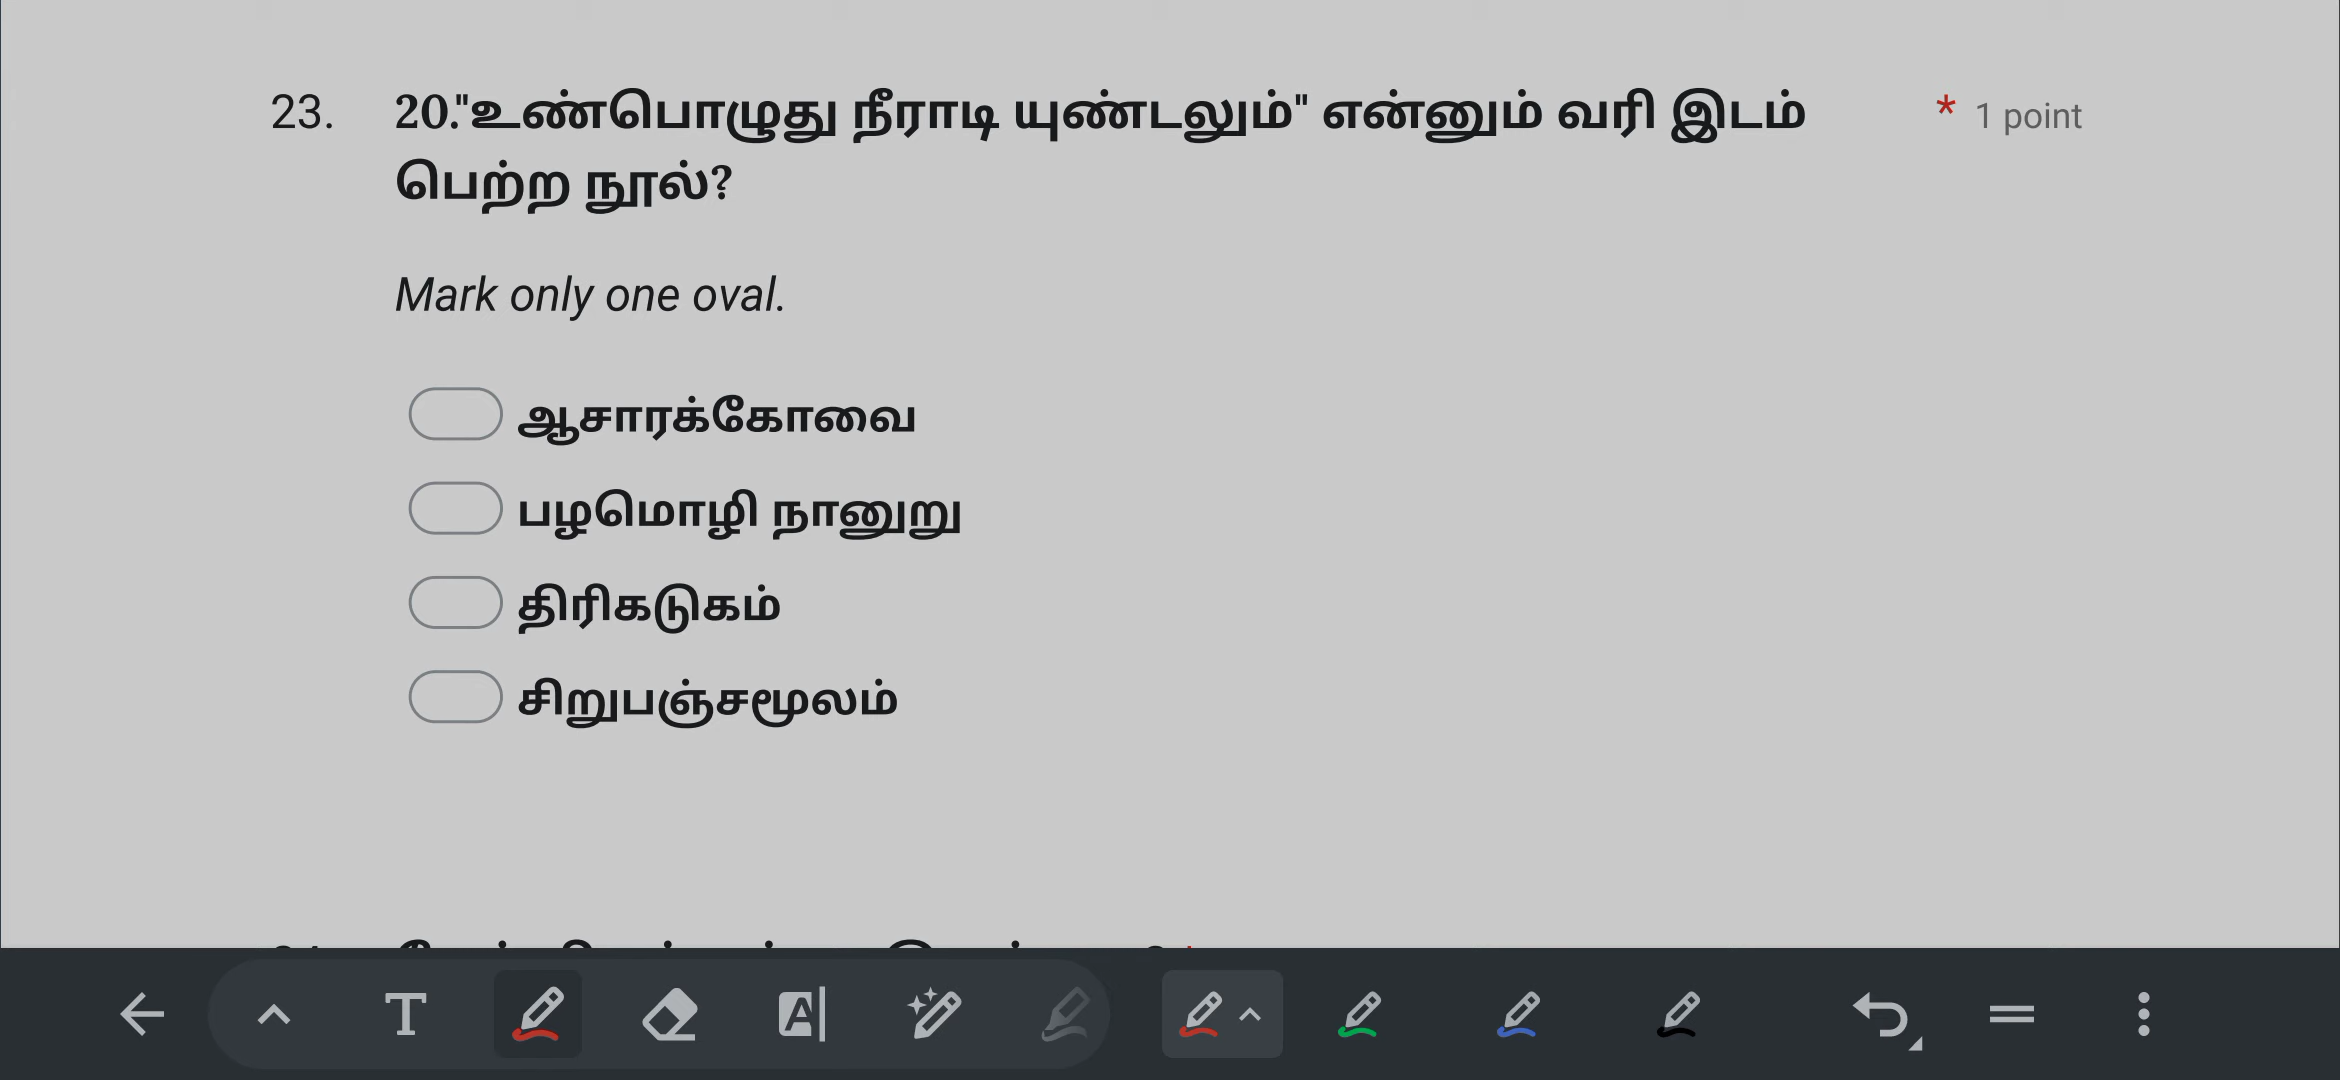 23. 20."உண்பொழுது நீராடி யுண்டலும்" என்னும் வரி இடம் * 1 point
பெற்ற நூல்?
Mark only one oval.
ஆசாரக்கோவை
பழமொழி நானுறு
திரிகடுகம்
சிறுபஞ்சமூலம்